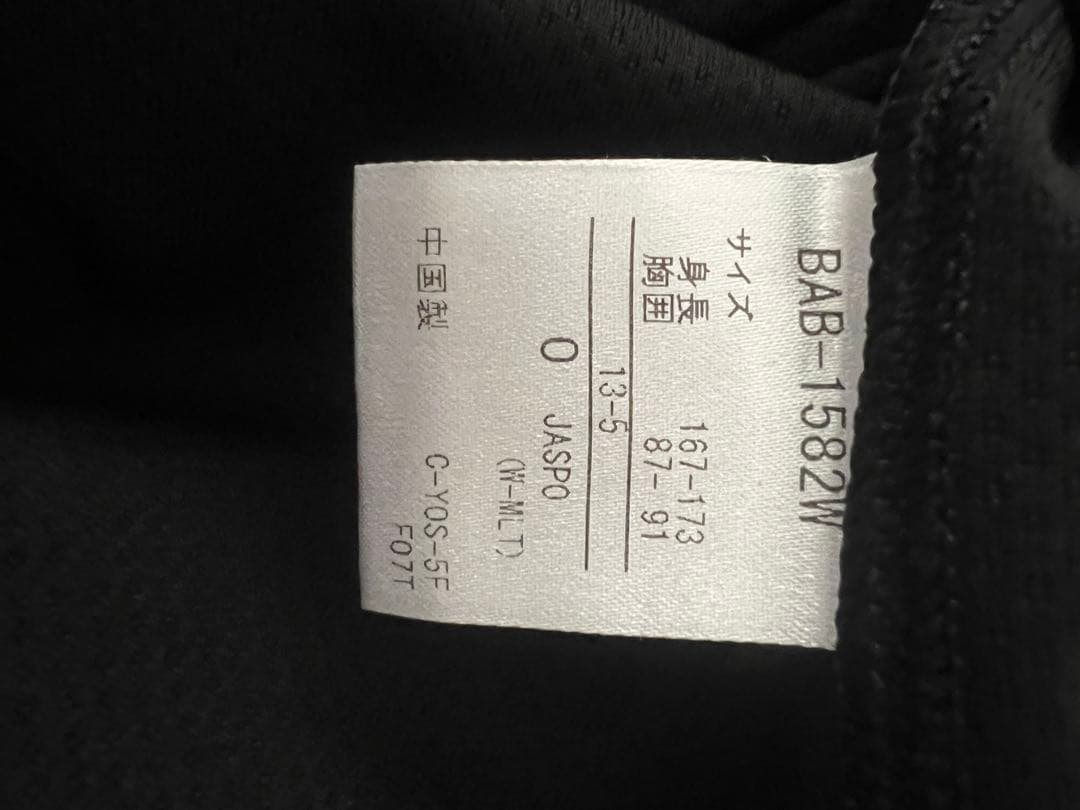 BAB-1582W
サイズ
身長 167-173
胸囲 87- 91
13-5
O JASPO
(W-MLT)
中国製 C-YOS-5F
F07T